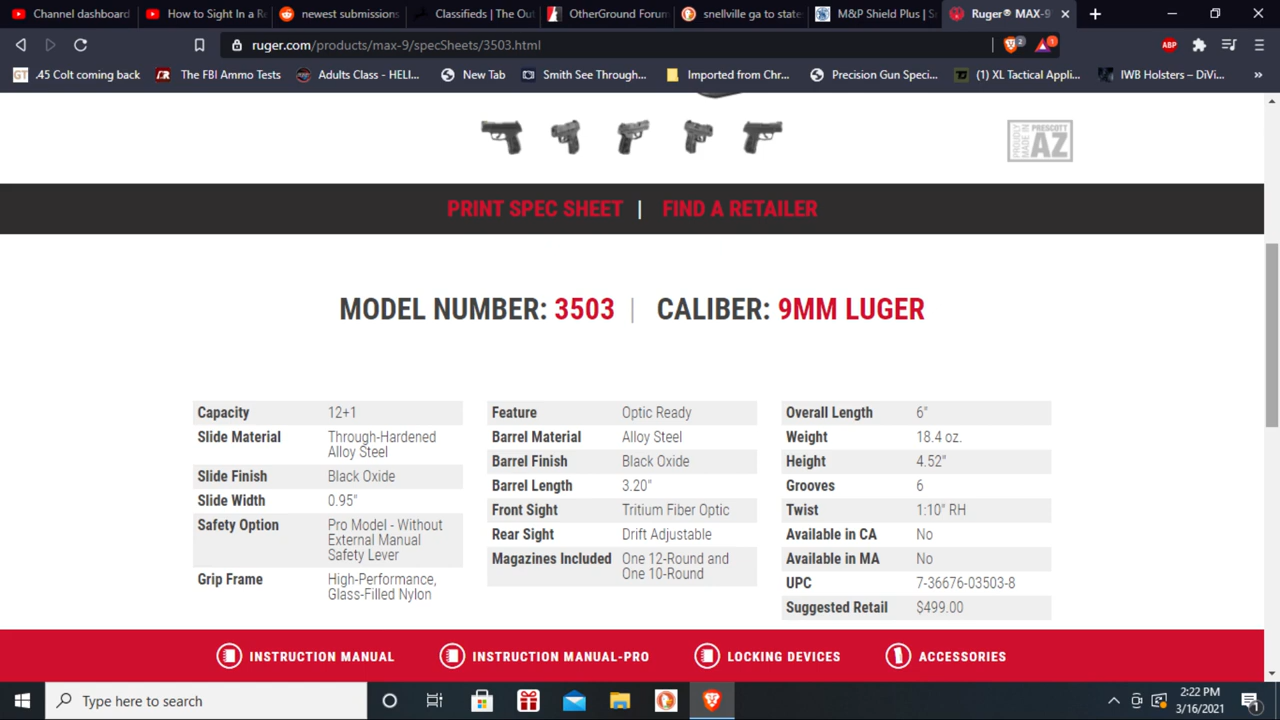 Channel dashboard
How to Sight In a Re
newest submissions
Classifieds | The Out
OtherGround Forum
snellville ga to state
M&P Shield Plus | S
Ruger® MAX-9
ruger.com/products/max-9/specSheets/3503.html
2
1
ABP
GT .45 Colt coming back
The FBI Ammo Tests
Adults Class - HELI...
New Tab
Smith See Through...
Imported from Chr...
Precision Gun Speci...
(1) XL Tactical Appli...
IWB Holsters – DiVi...
»
PROUDLY MADE IN PRESCOTT AZ
PRINT SPEC SHEET | FIND A RETAILER
MODEL NUMBER: 3503 | CALIBER: 9MM LUGER
Capacity 12+1
Slide Material Through-Hardened
Alloy Steel
Slide Finish Black Oxide
Slide Width 0.95"
Safety Option Pro Model - Without
External Manual
Safety Lever
Grip Frame High-Performance,
Glass-Filled Nylon
Feature Optic Ready
Barrel Material Alloy Steel
Barrel Finish Black Oxide
Barrel Length 3.20"
Front Sight Tritium Fiber Optic
Rear Sight Drift Adjustable
Magazines Included One 12-Round and
One 10-Round
Overall Length 6"
Weight 18.4 oz.
Height 4.52"
Grooves 6
Twist 1:10" RH
Available in CA No
Available in MA No
UPC 7-36676-03503-8
Suggested Retail $499.00
INSTRUCTION MANUAL
INSTRUCTION MANUAL-PRO
LOCKING DEVICES
ACCESSORIES
Type here to search
2:22 PM
3/16/2021
1